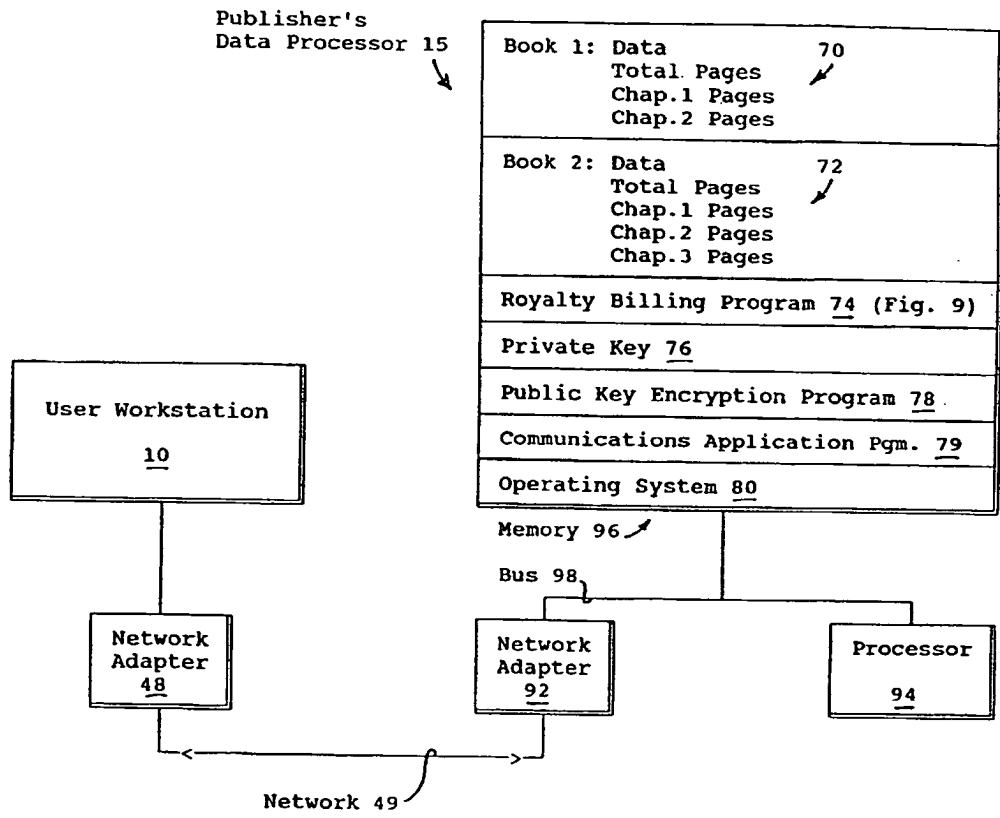 Publisher's
Data Processor 15
Book 1: Data 70
Total Pages
Chap.1 Pages
Chap.2 Pages
Book 2: Data 72
Total Pages
Chap.1 Pages
Chap.2 Pages
Chap.3 Pages
Royalty Billing Program 74 (Fig. 9)
Private Key 76
Public Key Encryption Program 78
Communications Application Pgm. 79
Operating System 80
Memory 96
User Workstation
10
Bus 98
Network
Adapter
48
Network
Adapter
92
Processor
94
Network 49